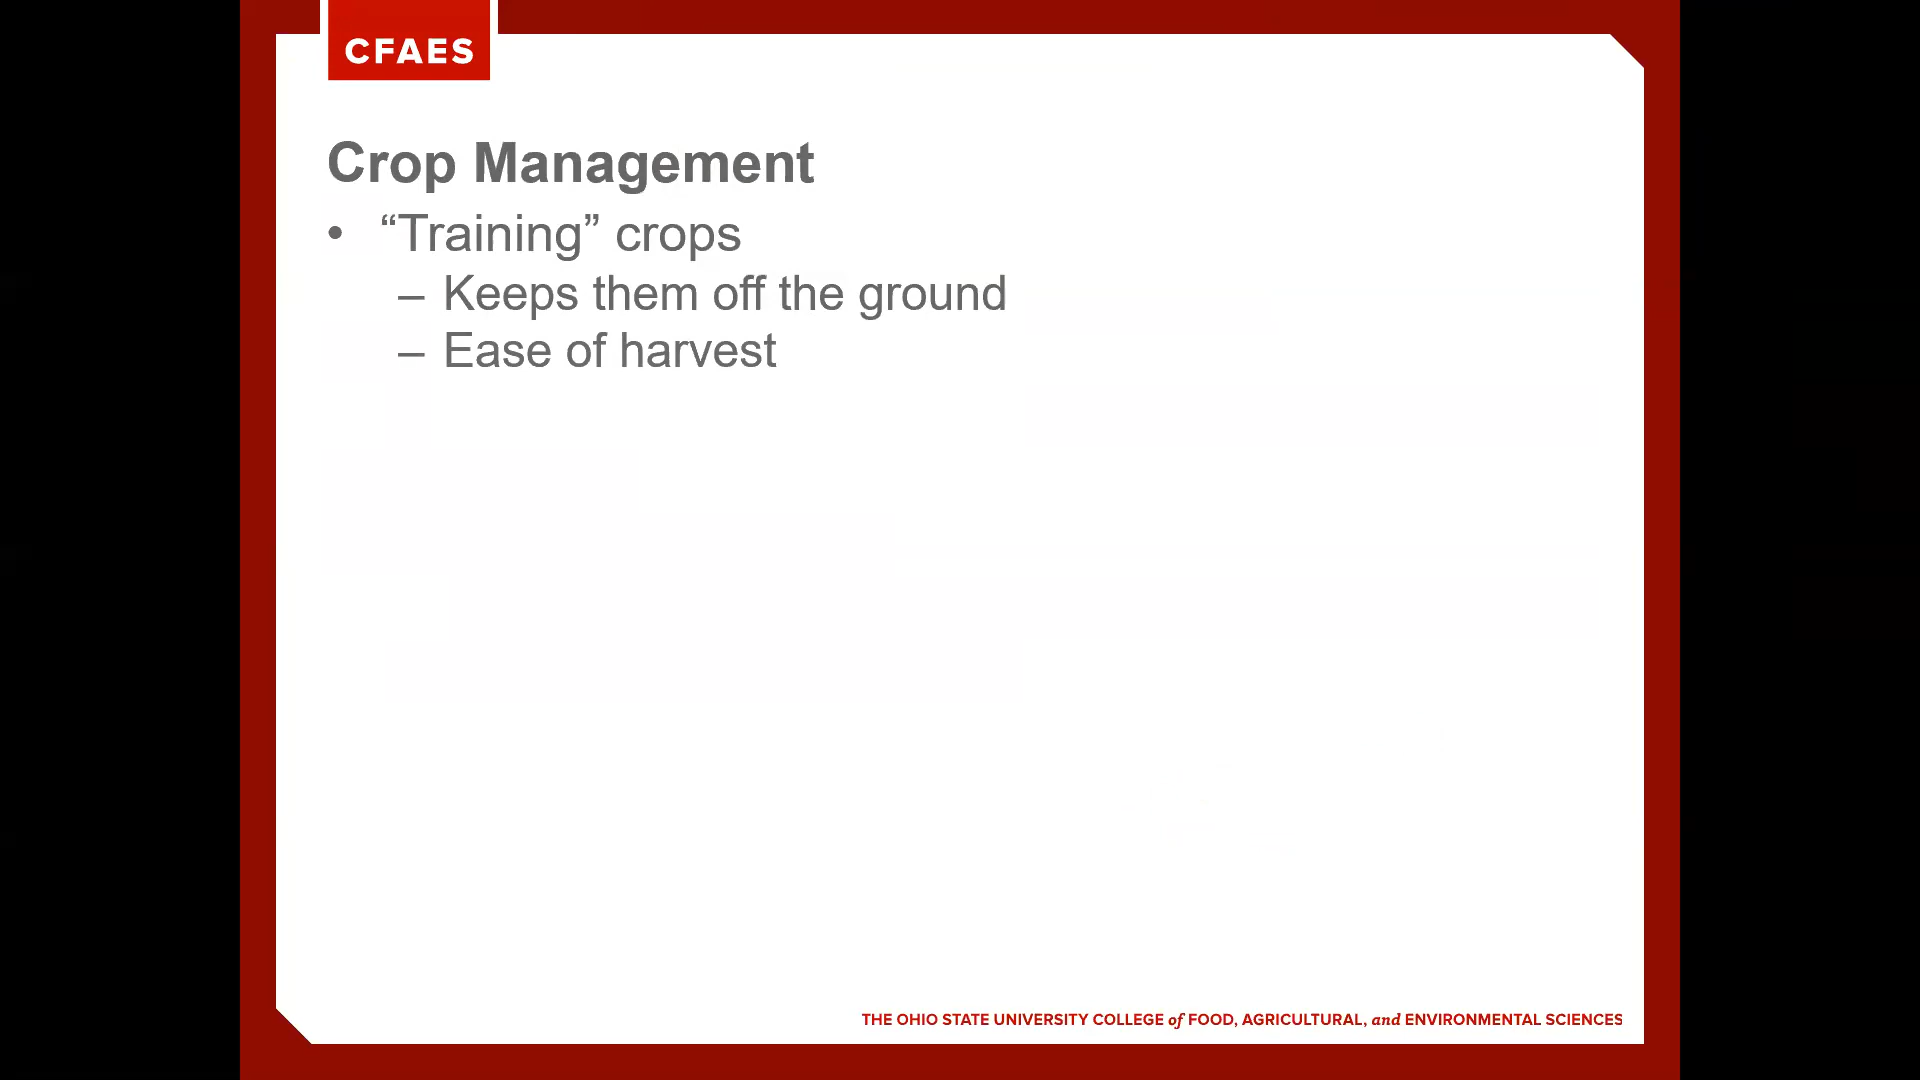 CFAES
Crop Management
• “Training” crops
– Keeps them off the ground
– Ease of harvest
THE OHIO STATE UNIVERSITY COLLEGE of FOOD, AGRICULTURAL, and ENVIRONMENTAL SCIENCES